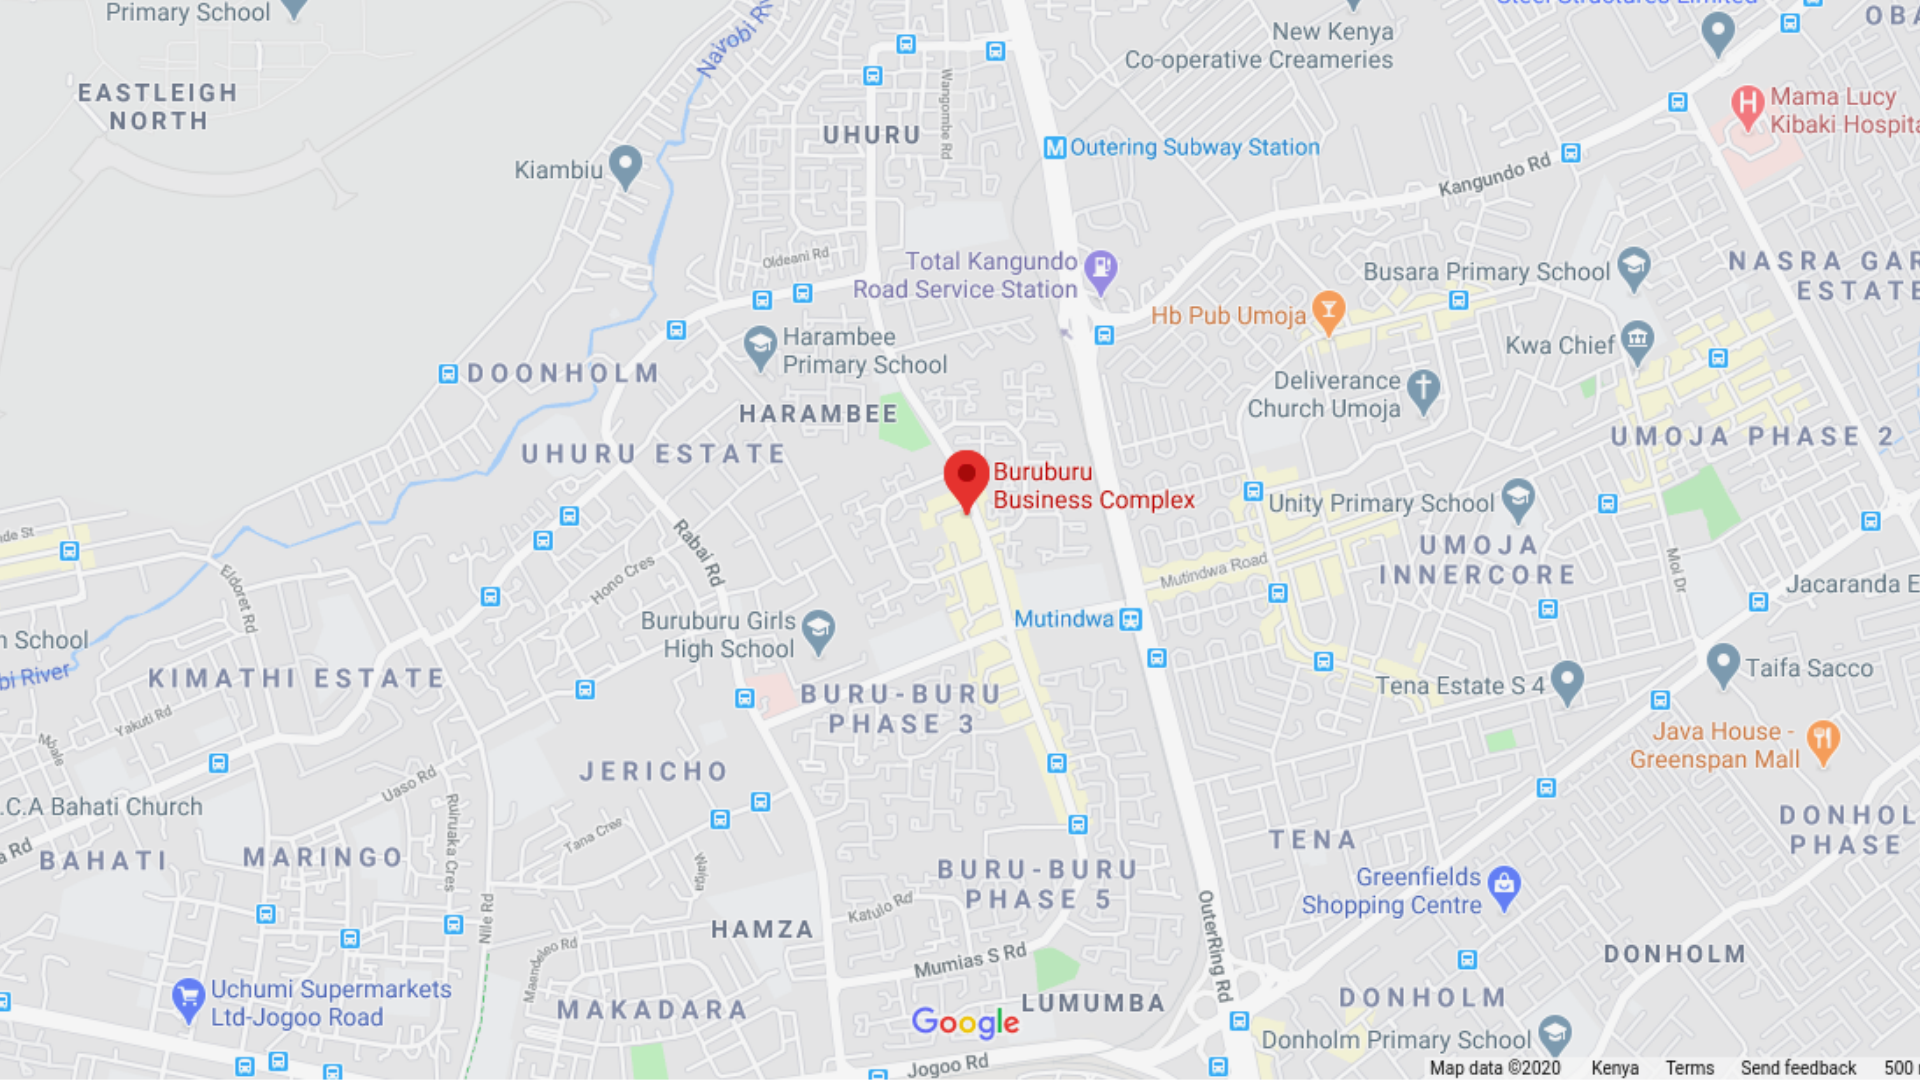 Primary School
EASTLEIGH
NORTH
Nairobi Riv
New Kenya
Co-operative Creameries
Steel Structures Limited
OBA
Mama Lucy
Kibaki Hospita
UHURU
Wangombe Rd
Kiambiu
Outering Subway Station
Kangundo Rd
Oldeani Rd
Total Kangundo
Road Service Station
Busara Primary School
NASRA GAR
ESTATE
Hb Pub Umoja
Kwa Chief
Harambee
Primary School
DOONHOLM
HARAMBEE
Deliverance
Church Umoja
UMOJA PHASE 2
UHURU ESTATE
Buruburu
Business Complex
Unity Primary School
UMOJA
INNERCORE
de St
Rabai Rd
Eldoret Rd
Hono Cres
Mutindwa Road
Moi Dr
Jacaranda E
Buruburu Girls
High School
Mutindwa
School
bi River
KIMATHI ESTATE
Yakuti Rd
Mbale
BURU-BURU
PHASE 3
Tena Estate S 4
Taifa Sacco
Java House -
Greenspan Mall
JERICHO
Uaso Rd
Ruiruaka Cres
.C.A Bahati Church
a Rd
BAHATI
MARINGO
Tana Cres
Waiga
TENA
DONHOL
PHASE
BURU-BURU
PHASE 5
Greenfields
Shopping Centre
Nile Rd
HAMZA
Katulo Rd
OuterRing Rd
Maendeleo Rd
Mumias S Rd
DONHOLM
Uchumi Supermarkets
Ltd-Jogoo Road
MAKADARA
Google
LUMUMBA
DONHOLM
Donholm Primary School
Jogoo Rd
Map data ©2020 Kenya Terms Send feedback 500